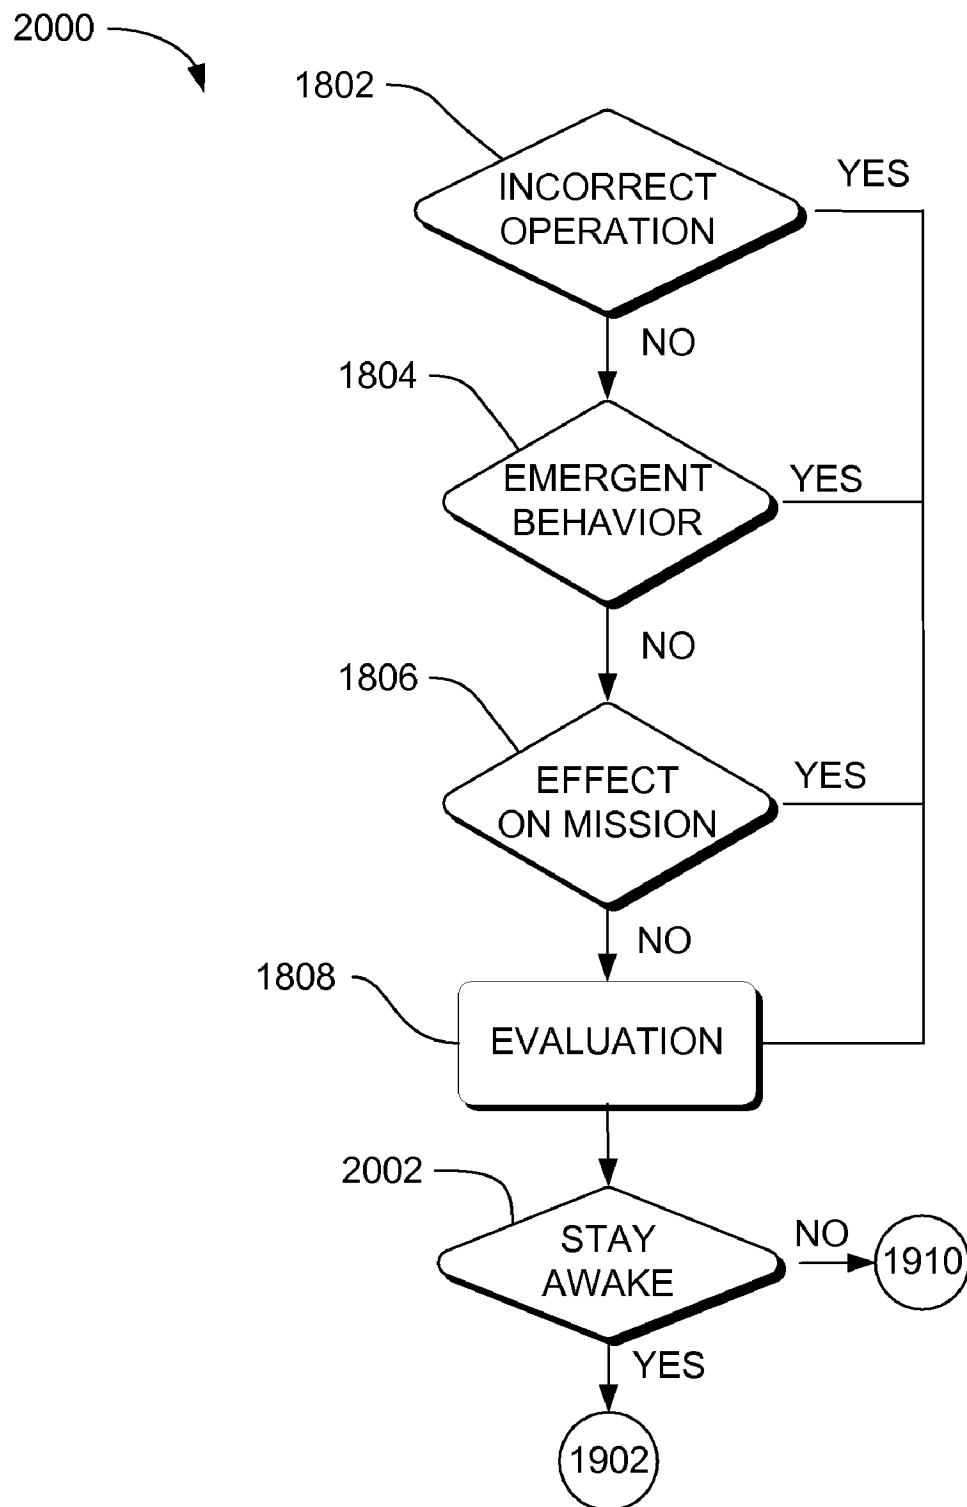 2000
1802
INCORRECT
OPERATION
YES
NO
1804
EMERGENT
BEHAVIOR
YES
NO
1806
EFFECT
ON MISSION
YES
NO
1808
EVALUATION
2002
STAY
AWAKE
NO
1910
YES
1902